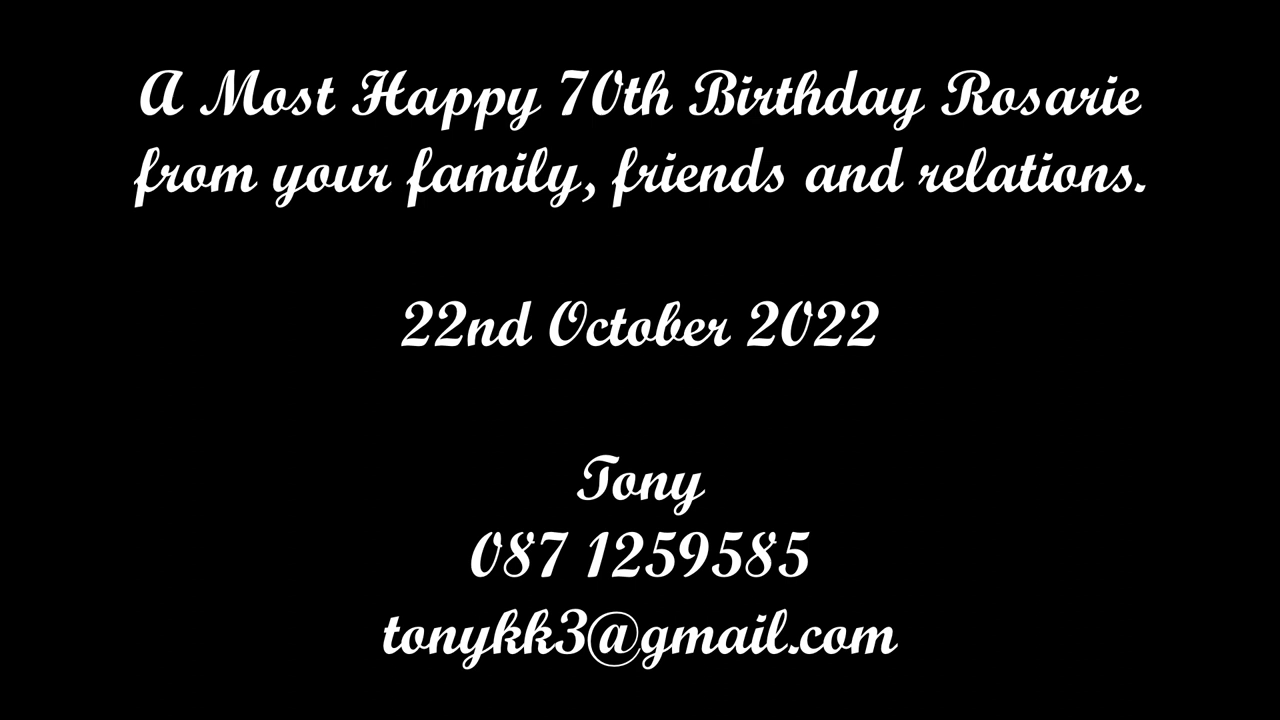 A Most Happy 70th Birthday Rosarie
from your family, friends and relations.
22nd October 2022
Tony
087 1259585
tonykk3@gmail.com